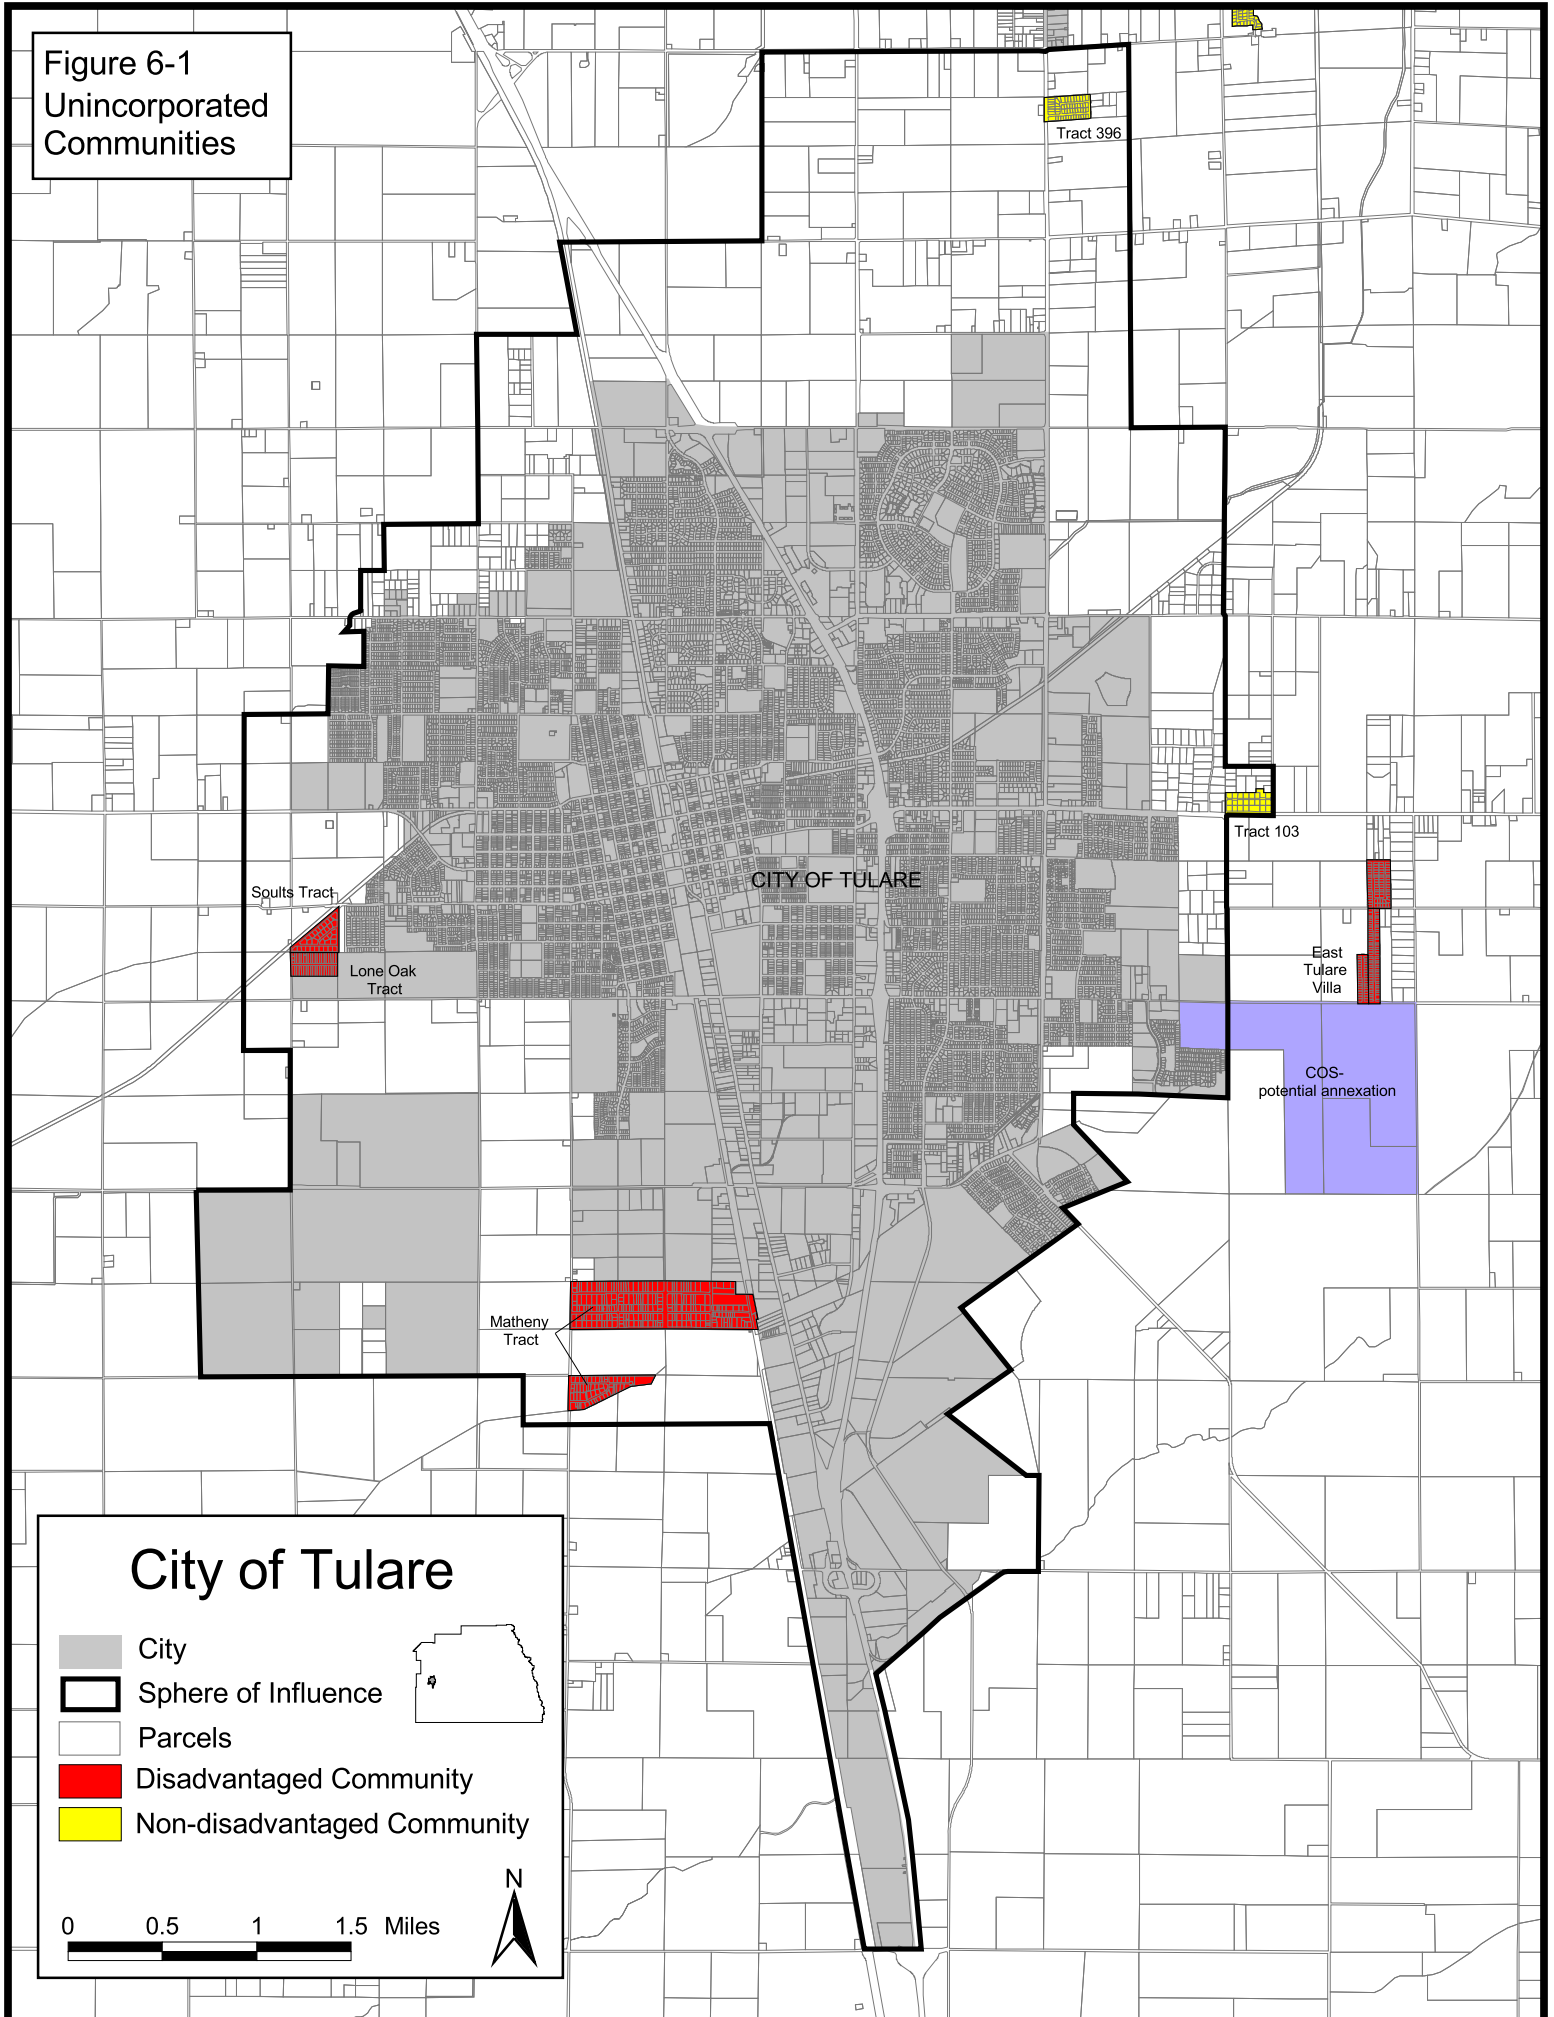 Figure 6-1
Unincorporated
Communities
Tract 396
Tract 103
CITY OF TULARE
Soults Tract
Lone Oak
Tract
East
Tulare
Villa
COS-
potential annexation
Matheny
Tract
City of Tulare
City
Sphere of Influence
Parcels
Disadvantaged Community
Non-disadvantaged Community
N
0 0.5 1 1.5 Miles